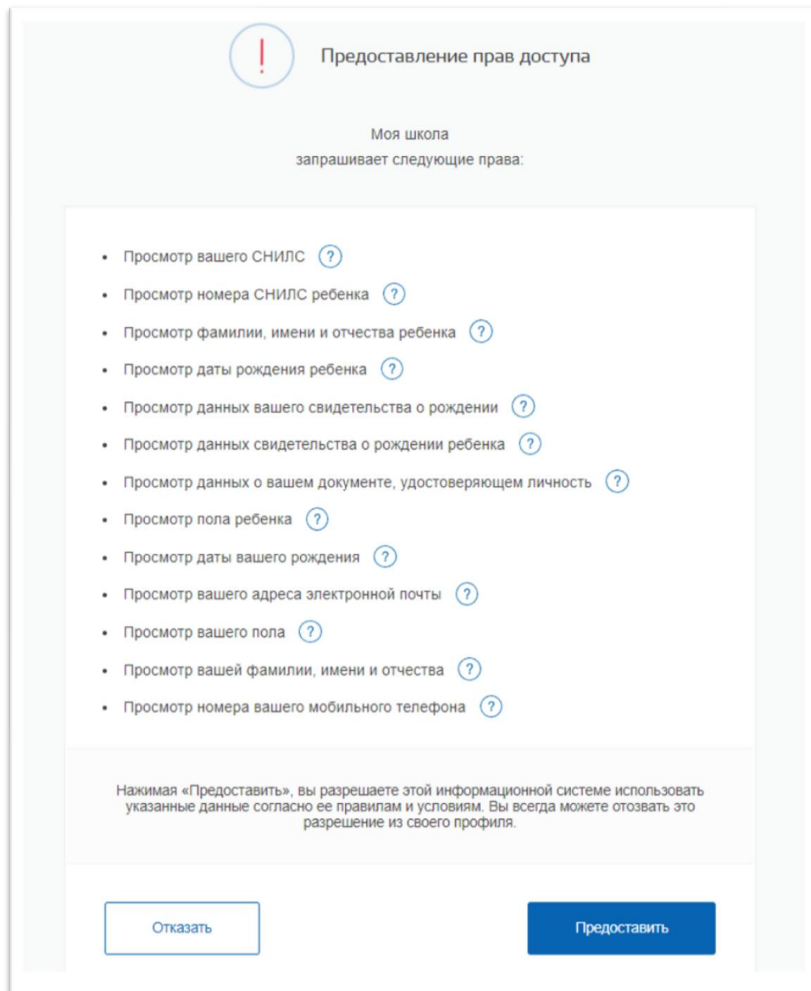 Предоставление прав доступа
Моя школа
запрашивает следующие права:
• Просмотр вашего СНИЛС ?
• Просмотр номера СНИЛС ребенка ?
• Просмотр фамилии, имени и отчества ребенка ?
• Просмотр даты рождения ребенка ?
• Просмотр данных вашего свидетельства о рождении ?
• Просмотр данных свидетельства о рождении ребенка ?
• Просмотр данных о вашем документе, удостоверяющем личность ?
• Просмотр пола ребенка ?
• Просмотр даты вашего рождения ?
• Просмотр вашего адреса электронной почты ?
• Просмотр вашего пола ?
• Просмотр вашей фамилии, имени и отчества ?
• Просмотр номера вашего мобильного телефона ?
Нажимая «Предоставить», вы разрешаете этой информационной системе использовать
указанные данные согласно ее правилам и условиям. Вы всегда можете отозвать это
разрешение из своего профиля.
Отказать
Предоставить